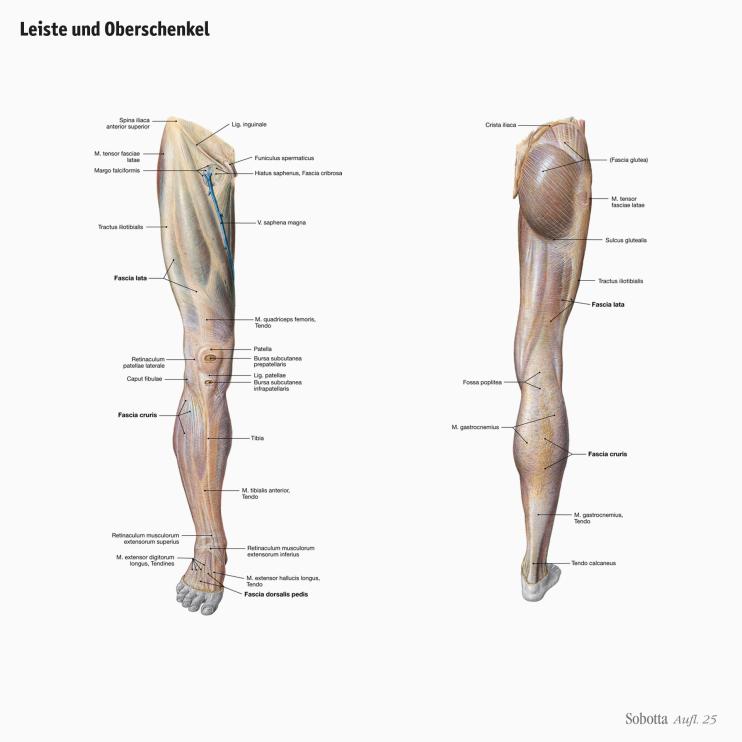 Leiste und Oberschenkel
Spina iliaca
anterior superior
Lig. inguinale
M. tensor fasciae
latae
Funiculus spermaticus
Margo falciformis
Hiatus saphenus, Fascia cribrosa
V. saphena magna
Tractus iliotibialis
Fascia lata
M. quadriceps femoris,
Tendo
Patella
Retinaculum
patellae laterale
Bursa subcutanea
prepatellaris
Lig. patellae
Caput fibulae
Bursa subcutanea
infrapatellaris
Fascia cruris
Tibia
M. tibialis anterior,
Tendo
Retinaculum musculorum
extensorum superius
Retinaculum musculorum
extensorum inferius
M. extensor digitorum
longus, Tendines
M. extensor hallucis longus,
Tendo
Fascia dorsalis pedis
Crista iliaca
(Fascia glutea)
M. tensor
fasciae latae
Sulcus glutealis
Tractus iliotibialis
Fascia lata
Fossa poplitea
M. gastrocnemius
Fascia cruris
M. gastrocnemius,
Tendo
Tendo calcaneus
Sobotta Aufl. 25